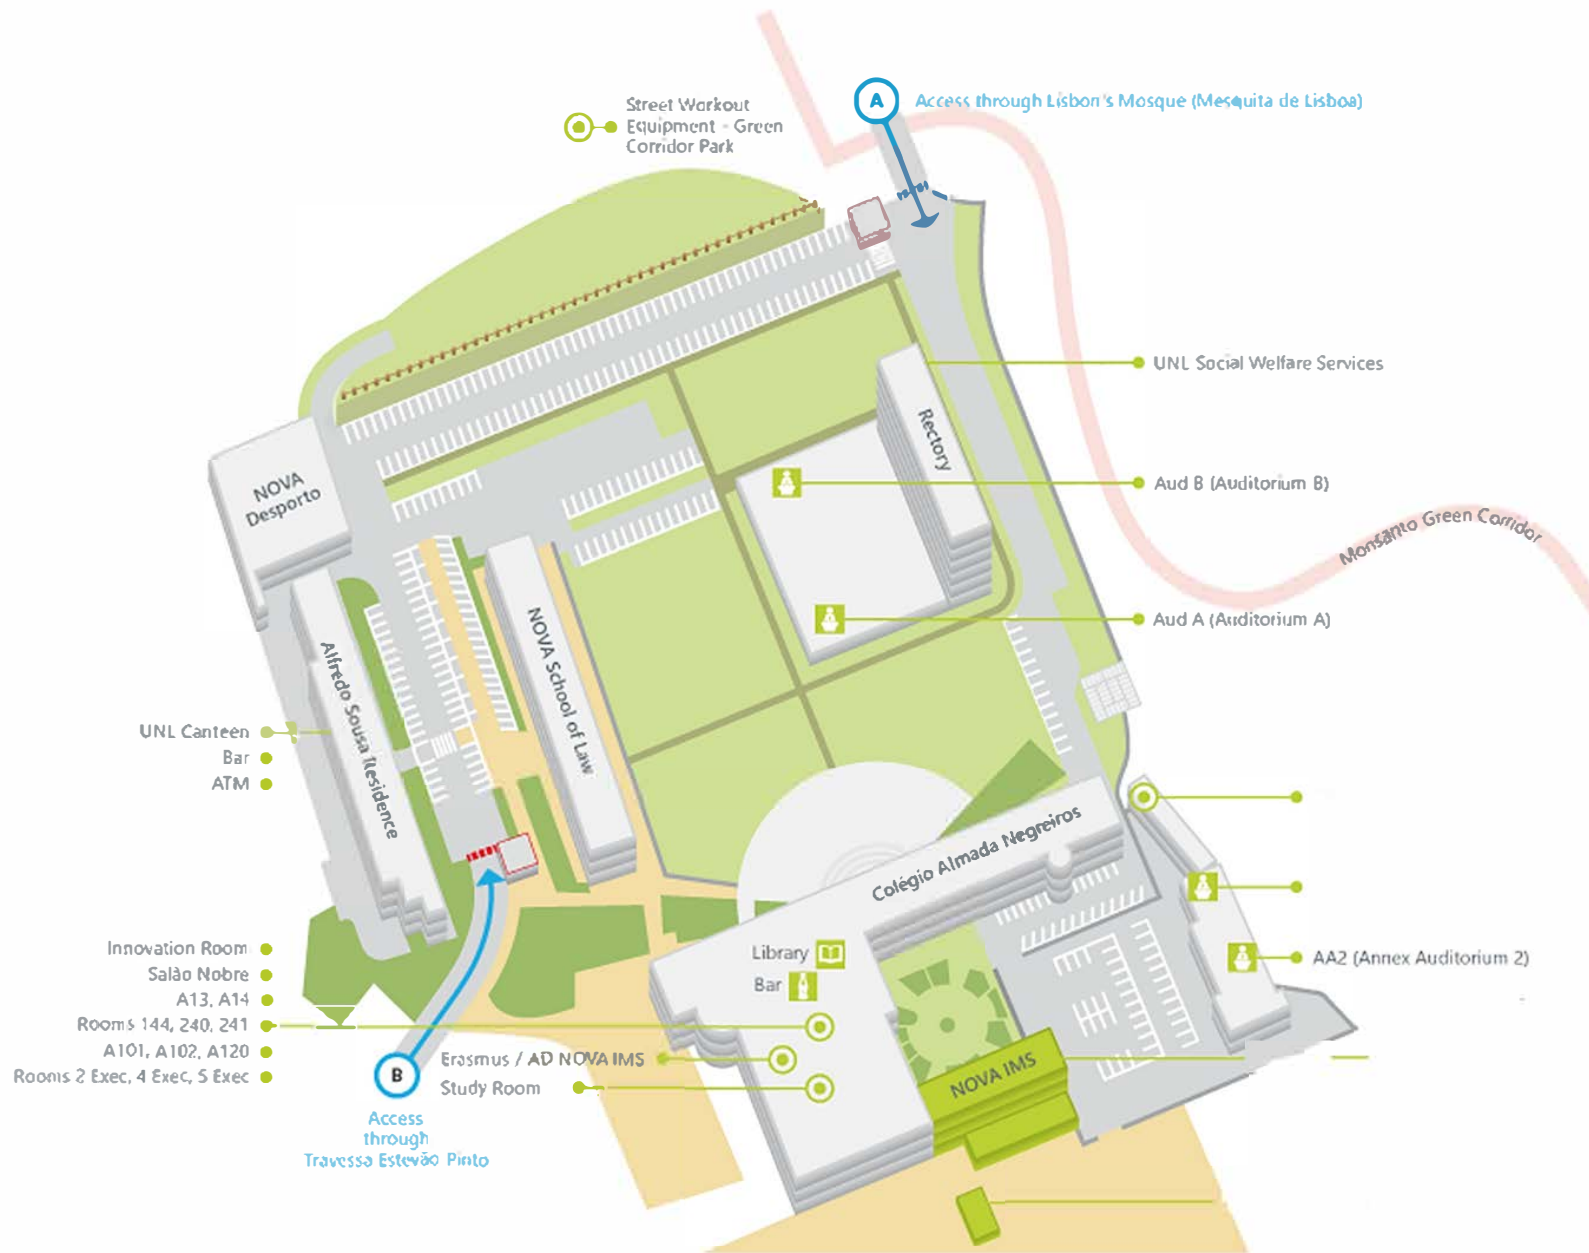 Street Workout
Equipment - Green
Corridor Park
A
Access through Lisbon's Mosque (Mesquita de Lisboa)
UNL Social Welfare Services
Rectory
Aud B (Auditorium B)
NOVA
Desporto
Monsanto Green Corridor
Aud A (Auditorium A)
NOVA School of Law
Alfredo Sousa Residence
UNL Canteen
Bar
ATM
Colégio Almada Negreiros
Library
Bar
AA2 (Annex Auditorium 2)
Innovation Room
Salão Nobre
A13, A14
Rooms 144, 240, 241
A101, A102, A120
Rooms 2 Exec, 4 Exec, 5 Exec
Erasmus / AD NOVA IMS
Study Room
NOVA IMS
B
Access
through
Travessa Estevão Pinto